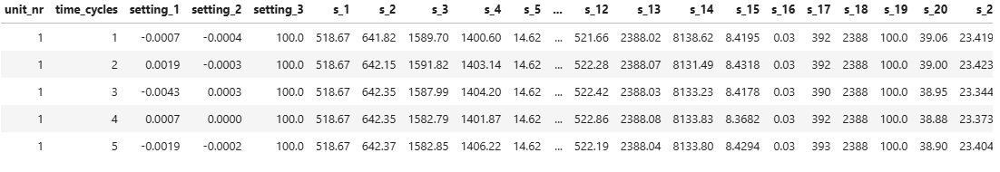 unit_nr time_cycles setting_1 setting_2 setting_3 s_1 s_2 s_3 s_4 s_5 ... s_12 s_13 s_14 s_15 s_16 s_17 s_18 s_19 s_20 s_2
1 1 -0.0007 -0.0004 100.0 518.67 641.82 1589.70 1400.60 14.62 ... 521.66 2388.02 8138.62 8.4195 0.03 392 2388 100.0 39.06 23.419
1 2 0.0019 -0.0003 100.0 518.67 642.15 1591.82 1403.14 14.62 ... 522.28 2388.07 8131.49 8.4318 0.03 392 2388 100.0 39.00 23.423
1 3 -0.0043 0.0003 100.0 518.67 642.35 1587.99 1404.20 14.62 ... 522.42 2388.03 8133.23 8.4178 0.03 390 2388 100.0 38.95 23.344
1 4 0.0007 0.0000 100.0 518.67 642.35 1582.79 1401.87 14.62 ... 522.86 2388.08 8133.83 8.3682 0.03 392 2388 100.0 38.88 23.373
1 5 -0.0019 -0.0002 100.0 518.67 642.37 1582.85 1406.22 14.62 ... 522.19 2388.04 8133.80 8.4294 0.03 393 2388 100.0 38.90 23.404